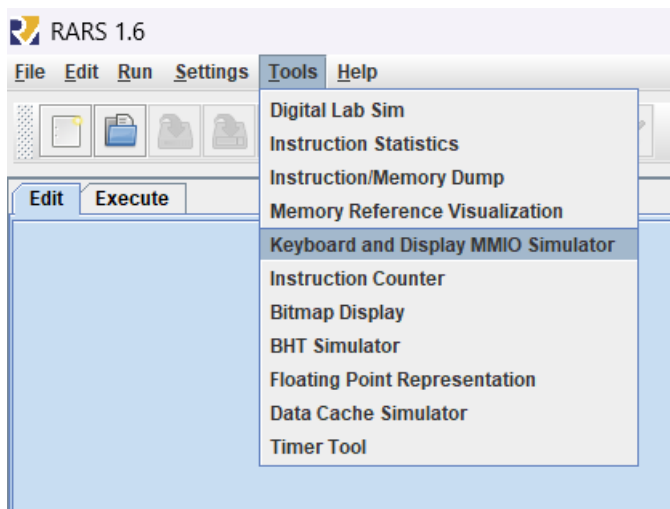 RARS 1.6
File Edit Run Settings Tools Help
Digital Lab Sim
Instruction Statistics
Instruction/Memory Dump
Edit Execute
Memory Reference Visualization
Keyboard and Display MMIO Simulator
Instruction Counter
Bitmap Display
BHT Simulator
Floating Point Representation
Data Cache Simulator
Timer Tool